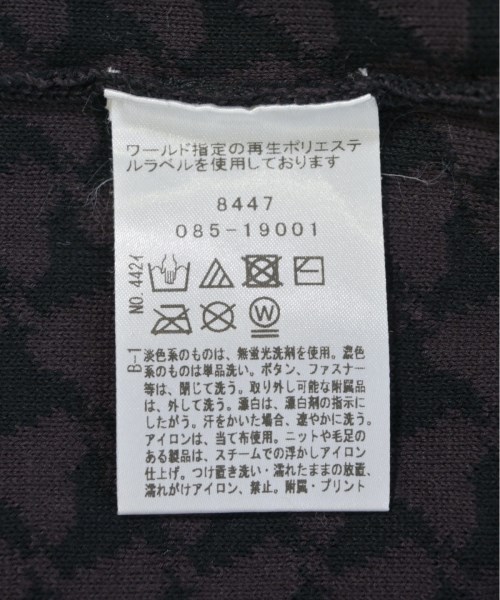 ワールド指定の再生ポリエステ
ルラベルを使用しております
8447
085-19001
NO.442イ
W
B-1
淡色系のものは、無蛍光洗剤を使用。濃色
系のものは単品洗い。ボタン、ファスナー
等は、閉じて洗う。取り外し可能な附属品
は、外して洗う。漂白は、漂白剤の指示に
したがう。汗をかいた場合、速やかに洗う。
アイロンは、当て布使用。ニットや毛足の
ある製品は、スチームでの浮かしアイロン
仕上げ。つけ置き洗い・濡れたままの放置、
濡れがけアイロン、禁止。附属・プリント